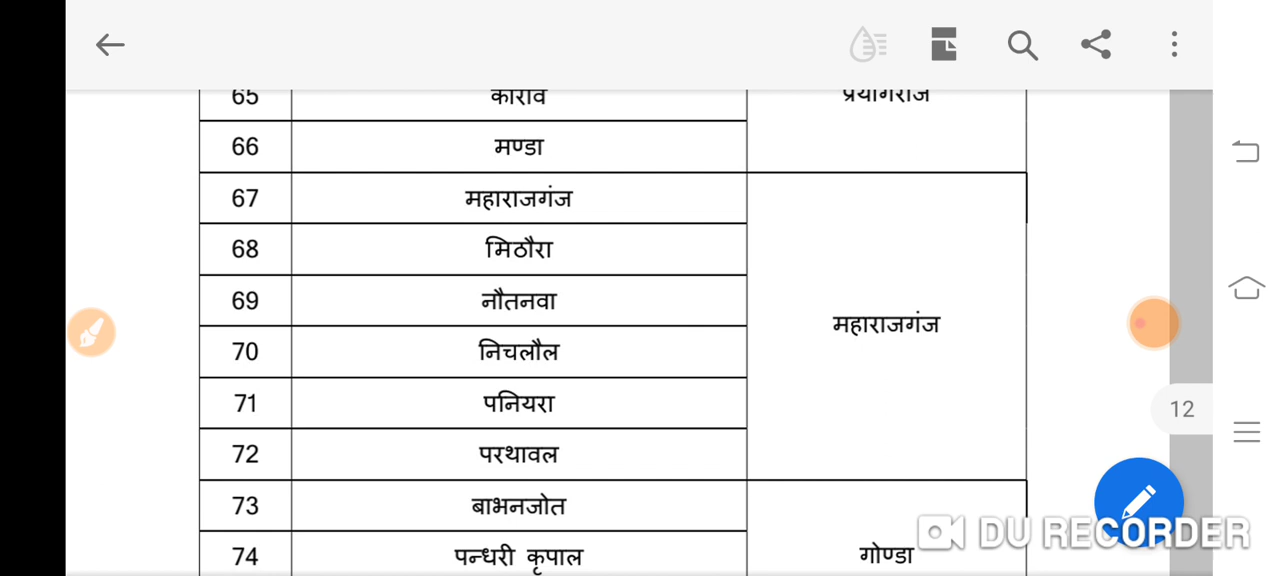 65 कोरांव प्रयागराज
66 मण्डा
67 महाराजगंज
68 मिठौरा
69 नौतनवा
महाराजगंज
70 निचलौल
71 पनियरा
12
72 परथावल
73 बाभनजोत
DU RECORDER
74 पन्धरी कृपाल गोण्डा